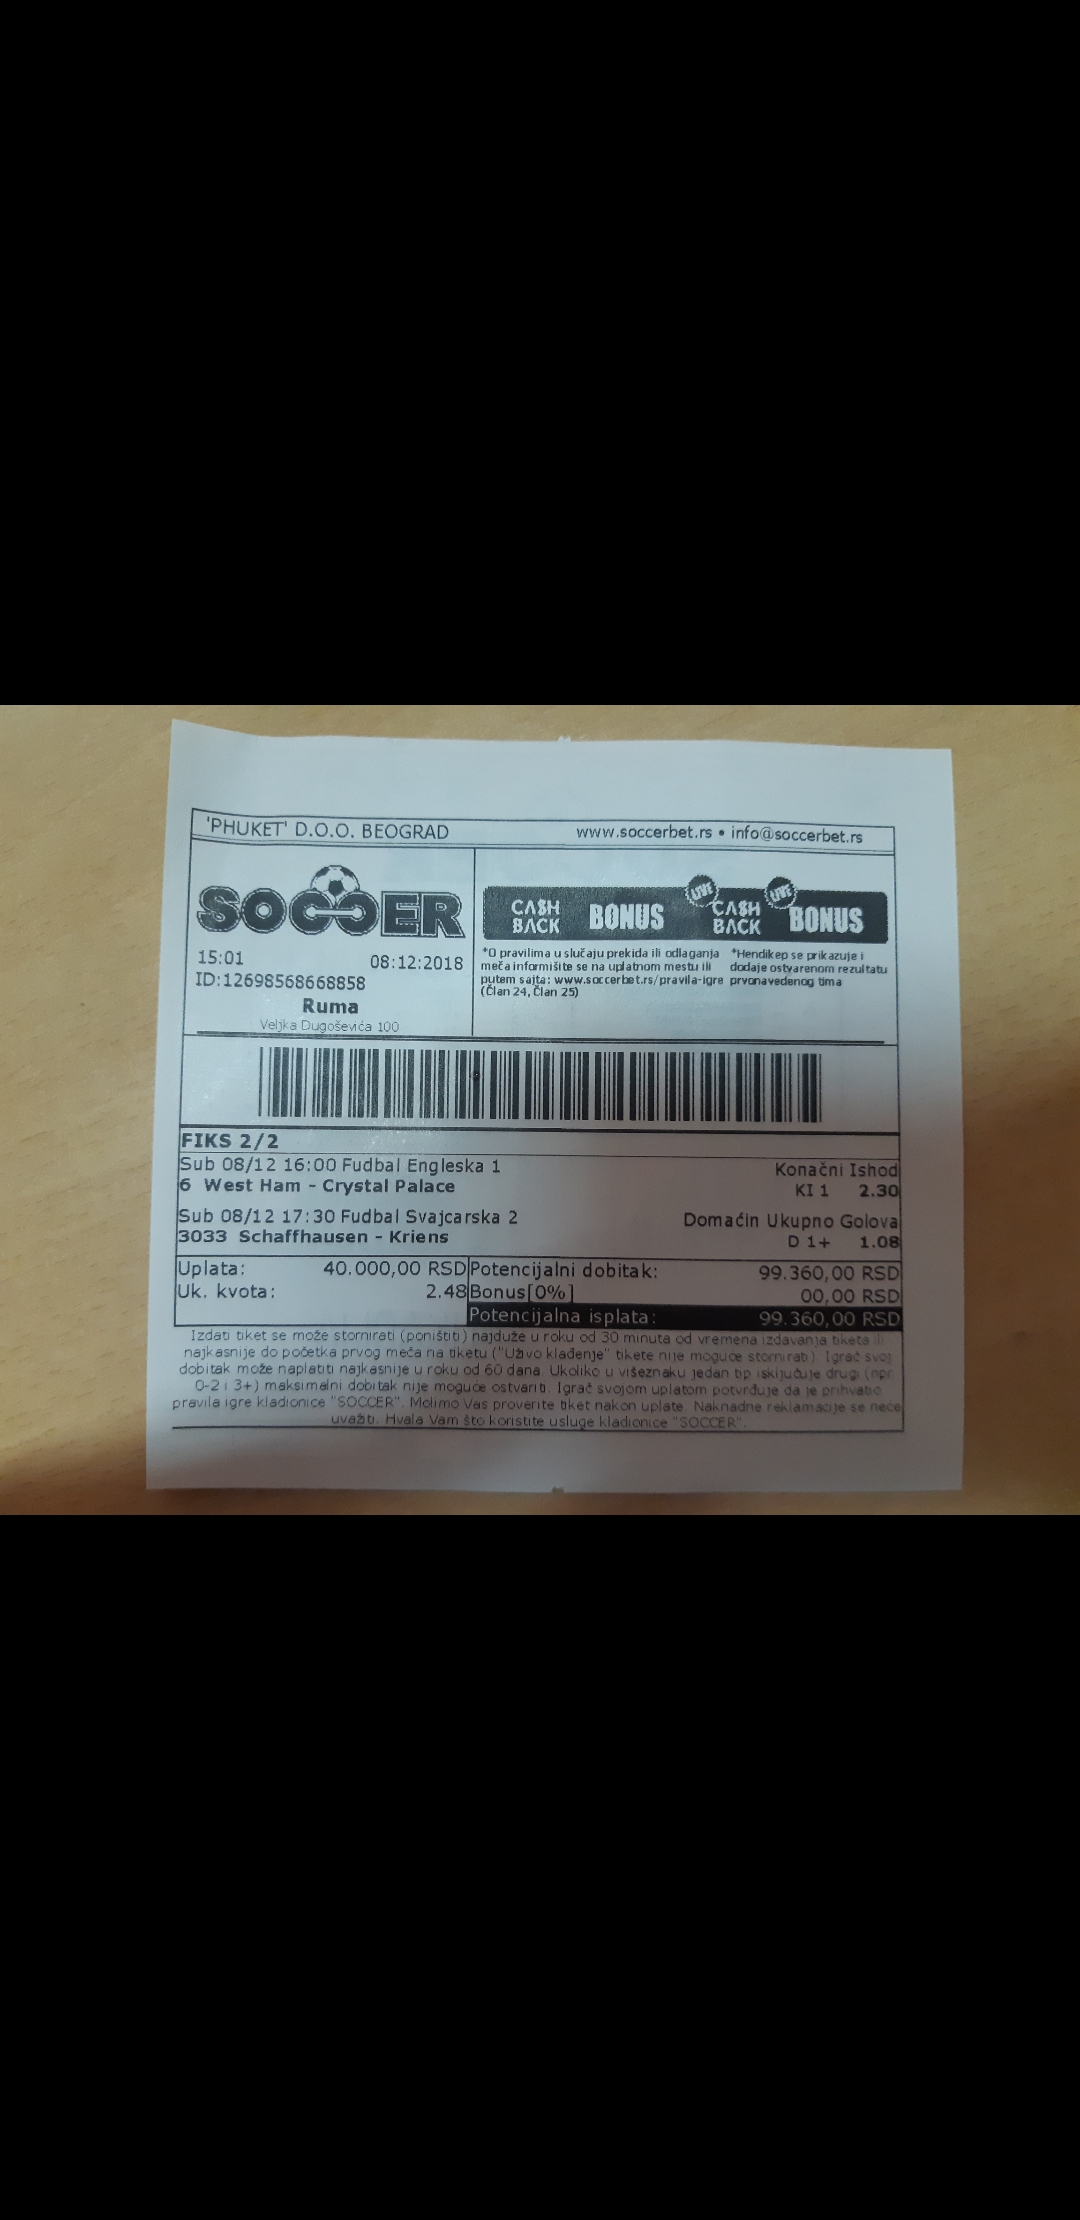 'PHUKET' D.O.O. BEOGRAD
www.soccerbet.rs • info@soccerbet.rs
SOCCER
CA$H BACK BONUS LIVE CA$H BACK LIVE BONUS
15:01 08:12:2018
ID:12698568668858
Ruma
Veljka Dugoševića 100
*O pravilima u slučaju prekida ili odlaganja
meča informišite se na uplatnom mestu ili
putem sajta: www.soccerbet.rs/pravila-igre
(Član 24, Član 25)
*Hendikep se prikazuje i
dodaje ostvarenom rezultatu
prvonavedenog tima
FIKS 2/2
Sub 08/12 16:00 Fudbal Engleska 1 Konačni Ishod
6 West Ham - Crystal Palace KI 1 2.30
Sub 08/12 17:30 Fudbal Svajcarska 2 Domaćin Ukupno Golova
3033 Schaffhausen - Kriens D 1+ 1.08
Uplata: 40.000,00 RSD Potencijalni dobitak: 99.360,00 RSD
Uk. kvota: 2.48 Bonus[0%] 00,00 RSD
Potencijalna isplata: 99.360,00 RSD
Izdati tiket se može stornirati (poništiti) najduže u roku od 30 minuta od vremena izdavanja tiketa ili
najkasnije do početka prvog meča na tiketu ("Uživo klađenje" tikete nije moguće stornirati). Igrač svoj
dobitak može naplatiti najkasnije u roku od 60 dana. Ukoliko u višeznaku jedan tip isključuje drugi (npr
0-2 i 3+) maksimalni dobitak nije moguće ostvariti. Igrač svojom uplatom potvrđuje da je prihvatio
pravila igre kladionice "SOCCER". Molimo Vas proverite tiket nakon uplate. Naknadne reklamacije se neće
uvažiti. Hvala Vam što koristite usluge kladionice "SOCCER".